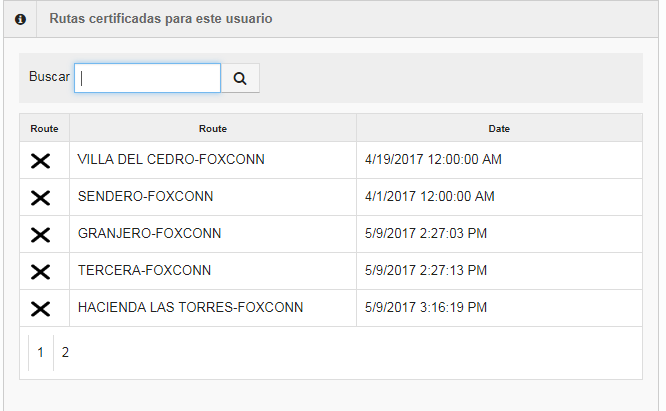 Rutas certificadas para este usuario
Buscar
Route Route Date
VILLA DEL CEDRO-FOXCONN 4/19/2017 12:00:00 AM
SENDERO-FOXCONN 4/1/2017 12:00:00 AM
GRANJERO-FOXCONN 5/9/2017 2:27:03 PM
TERCERA-FOXCONN 5/9/2017 2:27:13 PM
HACIENDA LAS TORRES-FOXCONN 5/9/2017 3:16:19 PM
1 2